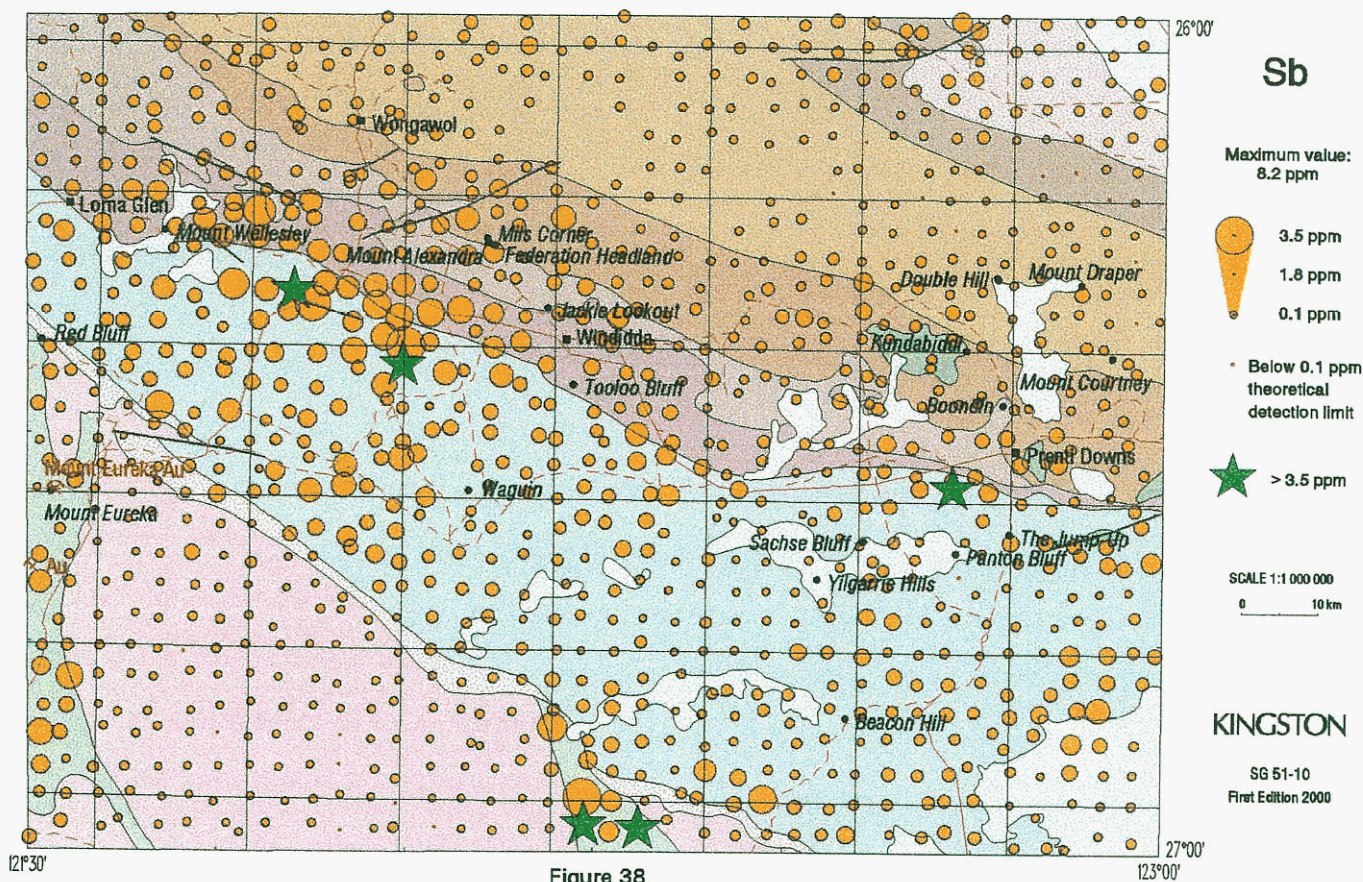 26°00'
Sb
Maximum value:
8.2 ppm
3.5 ppm
1.8 ppm
0.1 ppm
Below 0.1 ppm
theoretical
detection limit
> 3.5 ppm
SCALE 1:1 000 000
0 10 km
KINGSTON
SG 51-10
First Edition 2000
Wongawol
Lorna Glen
Mount Wellesley
Mils Corner
Mount Alexandra
Federation Headland
Double Hill
Mount Draper
Jackie Lookout
Red Bluff
Windidda
Kundabiddi
Tooloo Bluff
Mount Courtney
Boondin
Prenti Downs
Mount Eureka Au
Waguin
Mount Eureka
Sachse Bluff
The Jump-Up
Panton Bluff
Au
Yilgarrie Hills
Beacon Hill
27°00'
121°30'
123°00'
Figure 38